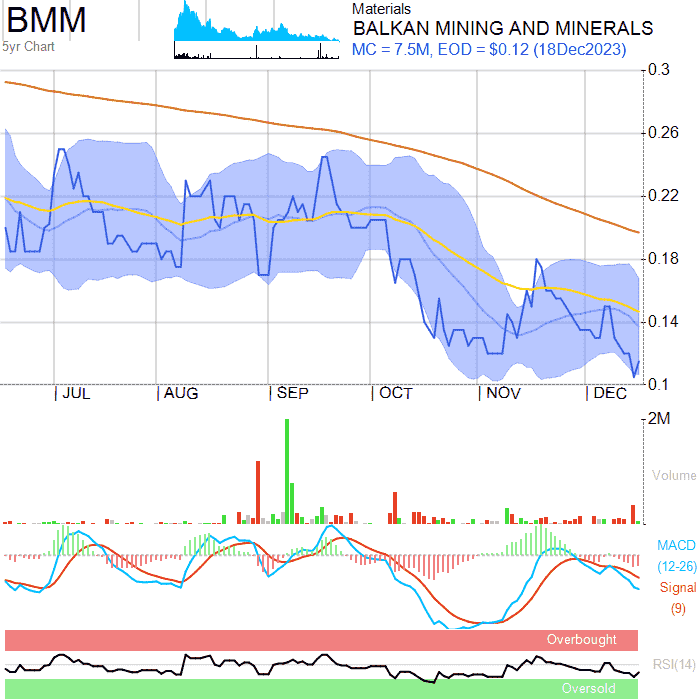 BMM
5yr Chart
Materials
BALKAN MINING AND MINERALS
MC = 7.5M, EOD = $0.12 (18Dec2023)
0.3
0.26
0.22
0.18
0.14
0.1
JUL AUG SEP OCT NOV DEC
2M
Volume
MACD
(12-26)
Signal
(9)
Overbought
RSI(14)
Oversold